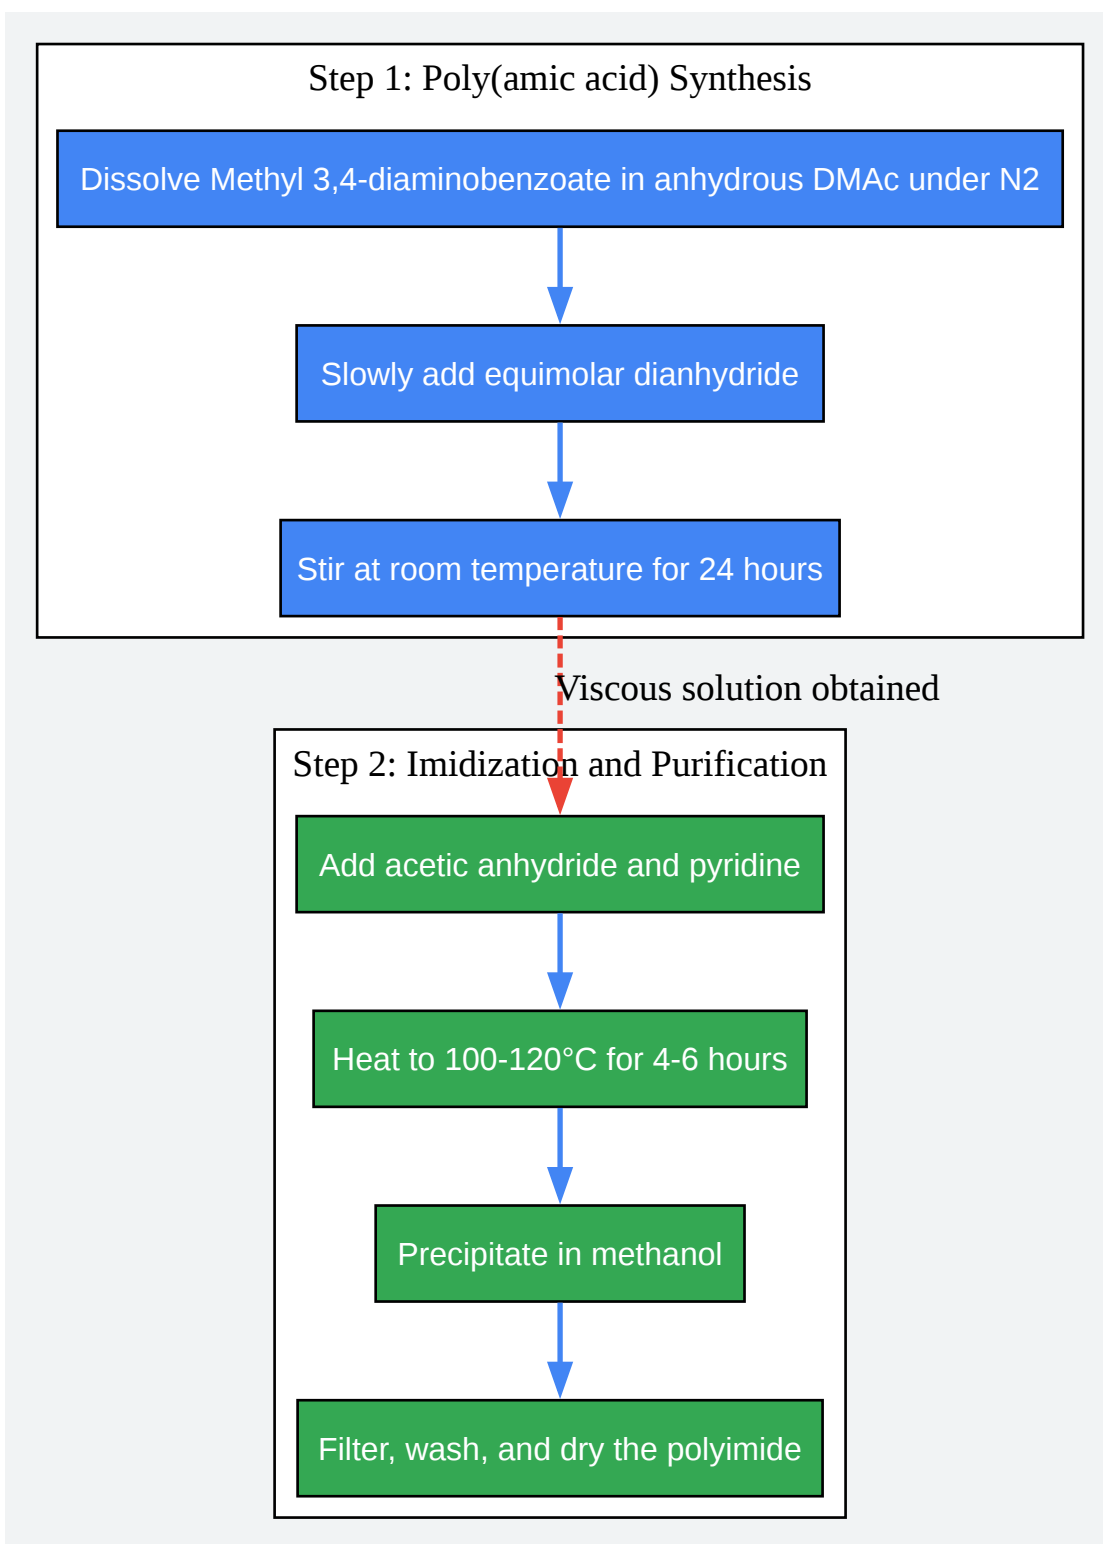 Step 1: Poly(amic acid) Synthesis
Dissolve Methyl 3,4-diaminobenzoate in anhydrous DMAc under N2
Slowly add equimolar dianhydride
Stir at room temperature for 24 hours
Viscous solution obtained
Step 2: Imidization and Purification
Add acetic anhydride and pyridine
Heat to 100-120°C for 4-6 hours
Precipitate in methanol
Filter, wash, and dry the polyimide